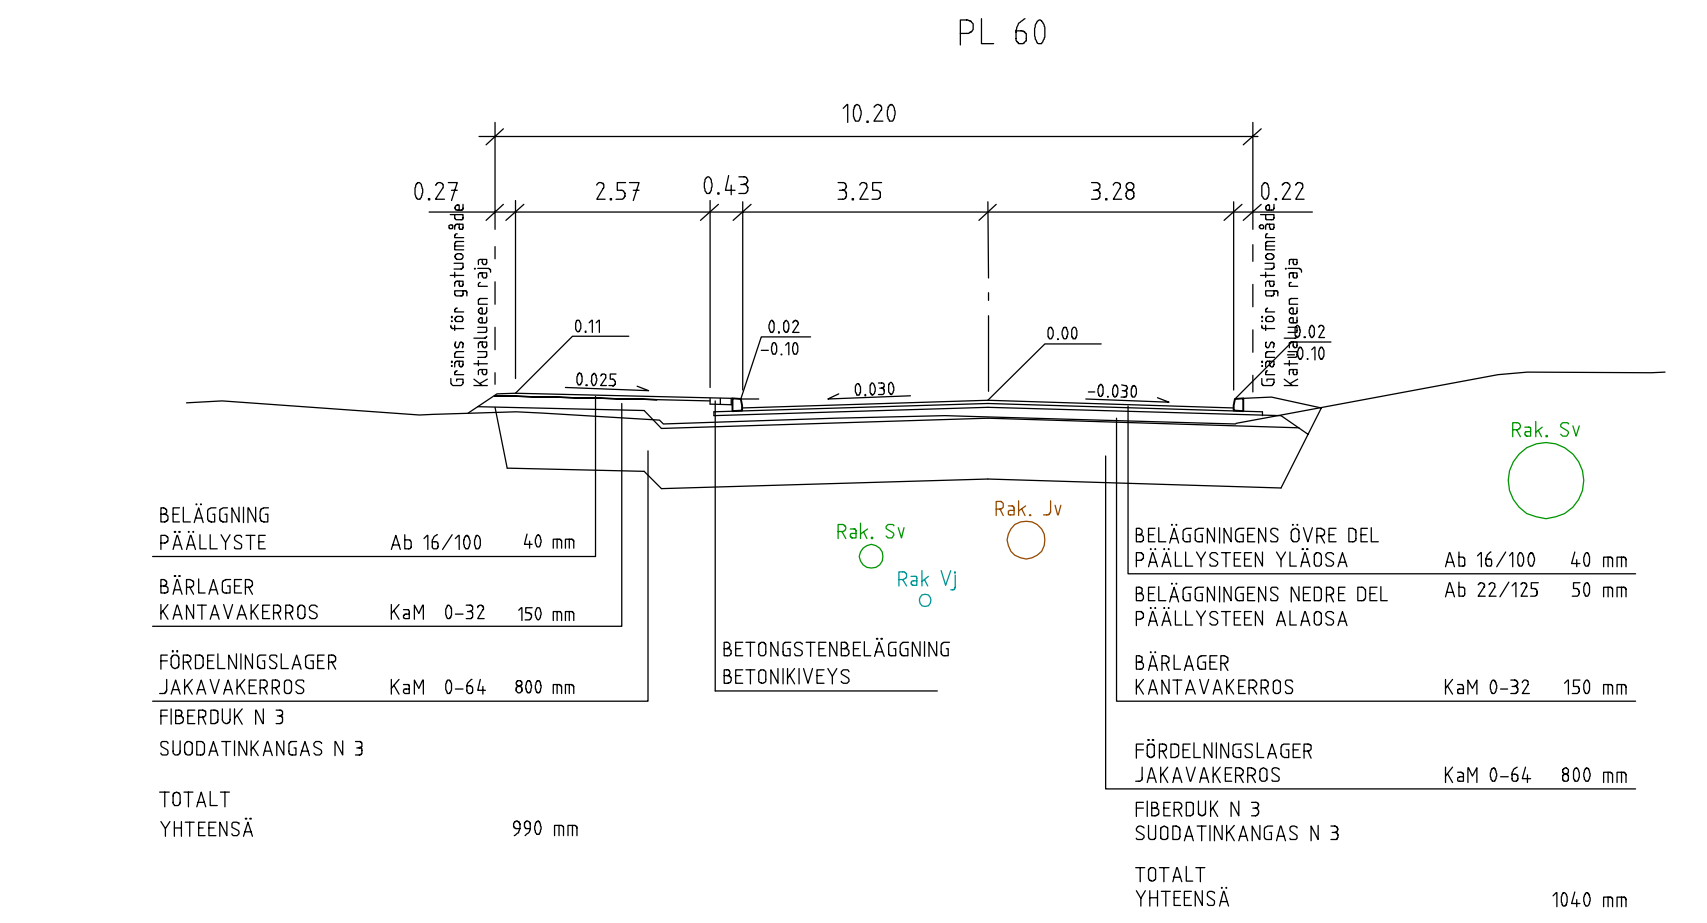 PL 60
10.20
0.27 2.57 0.43 3.25 3.28 0.22
Gräns för gatuområde
Katualueen raja
Gräns för gatuområde
Katualueen raja
0.11
0.02
-0.10
0.00
0.02
0.10
0.025
0.030
-0.030
Rak. Sv
Rak. Sv
Rak. Jv
Rak Vj
BELÄGGNING
PÄÄLLYSTE Ab 16/100 40 mm
BÄRLAGER
KANTAVAKERROS KaM 0-32 150 mm
FÖRDELNINGSLAGER
JAKAVAKERROS KaM 0-64 800 mm
FIBERDUK N 3
SUODATINKANGAS N 3
TOTALT
YHTEENSÄ 990 mm
BETONGSTENBELÄGGNING
BETONIKIVEYS
BELÄGGNINGENS ÖVRE DEL
PÄÄLLYSTEEN YLÄOSA Ab 16/100 40 mm
BELÄGGNINGENS NEDRE DEL Ab 22/125 50 mm
PÄÄLLYSTEEN ALAOSA
BÄRLAGER
KANTAVAKERROS KaM 0-32 150 mm
FÖRDELNINGSLAGER
JAKAVAKERROS KaM 0-64 800 mm
FIBERDUK N 3
SUODATINKANGAS N 3
TOTALT
YHTEENSÄ 1040 mm